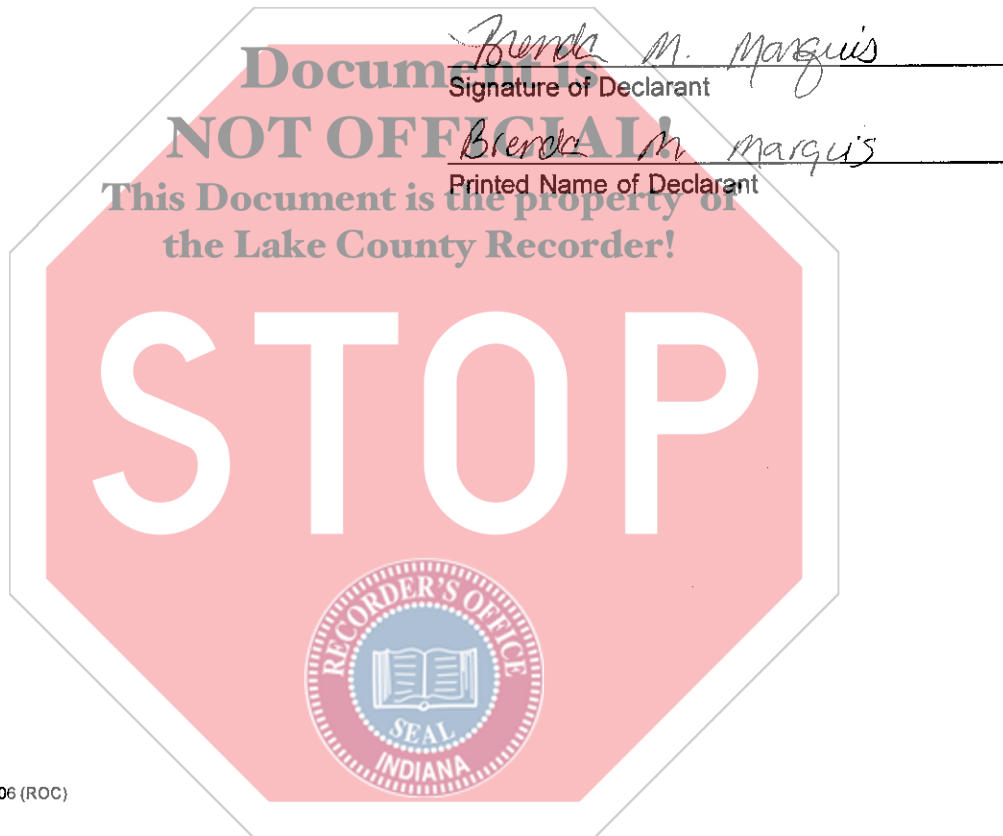 Brenda M. Marquis
Document is
Signature of Declarant
NOT OFFICIAL!
Brenda M Marquis
Printed Name of Declarant
This Document is the property of
the Lake County Recorder!
STOP
RECORDER'S OFFICE
SEAL
INDIANA
06 (ROC)